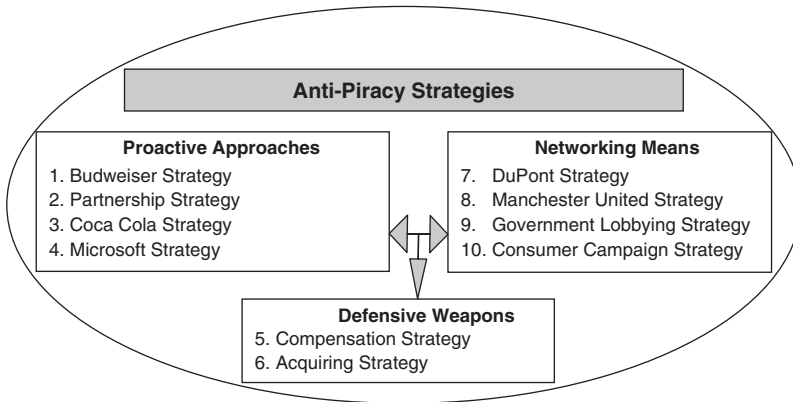 Anti-Piracy Strategies
Proactive Approaches
1. Budweiser Strategy
2. Partnership Strategy
3. Coca Cola Strategy
4. Microsoft Strategy
Networking Means
7. DuPont Strategy
8. Manchester United Strategy
9. Government Lobbying Strategy
10. Consumer Campaign Strategy
Defensive Weapons
5. Compensation Strategy
6. Acquiring Strategy